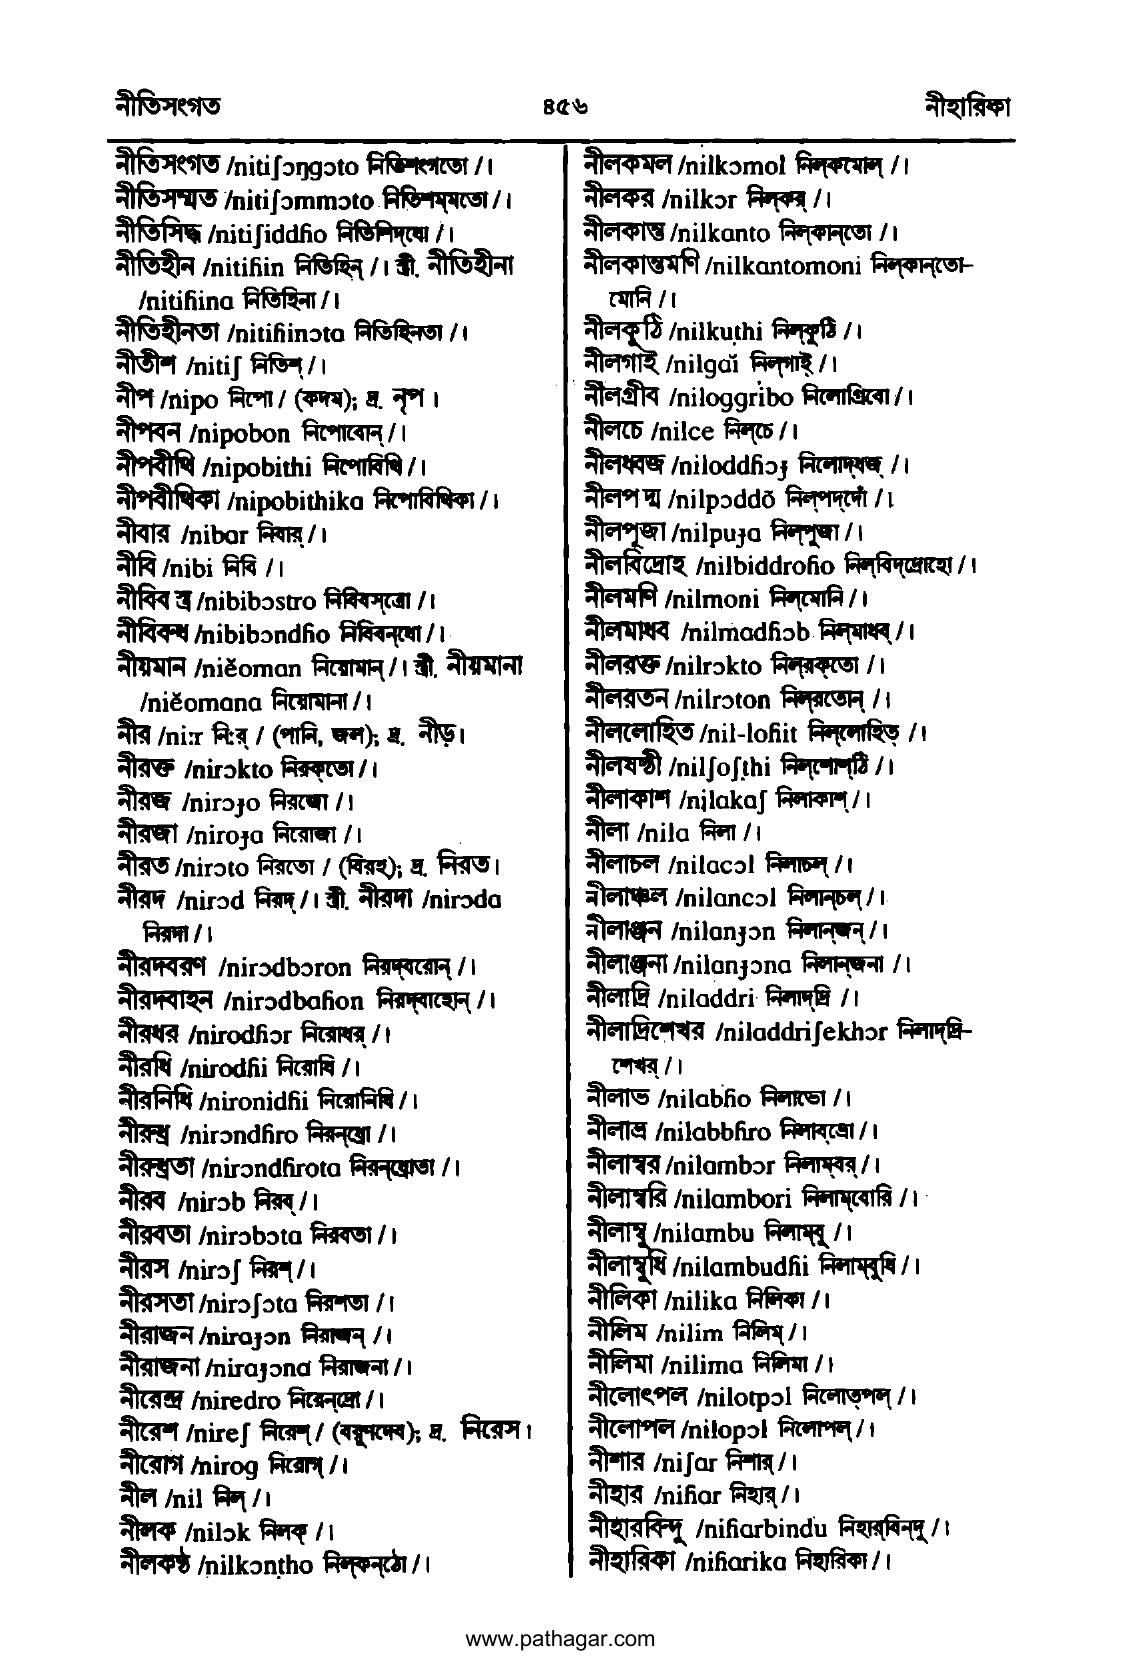 নীতিসংগত ৪৫৬ নীহারিকা
নীতিসংগত /nitiʃɔŋgɔto নিতিশংগতো /।
নীতিসম্মত /nitiʃɔmmɔto নিতিশম্‌মতো /।
নীতিসিদ্ধ /nitiʃiddɦo নিতিশিদ্‌ধো /।
নীতিহীন /nitiɦin নিতিহিন্ /। স্ত্রী. নীতিহীনা
/nitiɦina নিতিহিনা /।
নীতিহীনতা /nitiɦinɔta নিতিহিনতা /।
নীতীশ /nitiʃ নিতিশ্ /।
নীপ /nipo নিপো / (কদম); দ্র. নৃপ ।
নীপবন /nipobon নিপোবোন্ /।
নীপবীথি /nipobithi নিপোবিথি /।
নীপবীথিকা /nipobithika নিপোবিথিকা /।
নীবার /nibar নিবার্ /।
নীবি /nibi নিবি /।
নীবিবস্ত্র /nibibɔstro নিবিবস্‌ত্রো /।
নীবিবন্ধ /nibibɔndɦo নিবিবন্‌ধো /।
নীয়মান /niĕoman নিয়োমান্ /। স্ত্রী. নীয়মানা
/niĕomana নিয়োমানা /।
নীর /ni:r নি:র্ / (পানি, জল); দ্র. নীড়।
নীরক্ত /nirɔkto নিরক্‌তো /।
নীরজ /nirɔɟo নিরজো /।
নীরজা /niroɟa নিরোজা /।
নীরত /nirɔto নিরতো / (বিরহ); দ্র. নিরত।
নীরদ /nirɔd নিরদ্ /। স্ত্রী. নীরদা /nirɔda
নিরদা /।
নীরদবরণ /nirɔdbɔron নিরদ্‌বরোন্ /।
নীরদবাহন /nirɔdbaɦon নিরদ্‌বাহোন্ /।
নীরধর /nirodɦɔr নিরোধর্ /।
নীরধি /nirodɦi নিরোধি /।
নীরনিধি /nironidɦi নিরোনিধি /।
নীরন্ধ্র /nirɔndɦro নিরন্‌ধ্রো /।
নীরন্ধ্রতা /nirɔndɦrota নিরন্‌ধ্রোতা /।
নীরব /nirɔb নিরব্ /।
নীরবতা /nirɔbɔta নিরবতা /।
নীরস /nirɔʃ নিরশ্ /।
নীরসতা /nirɔʃɔta নিরশতা /।
নীরাজন /niraɟɔn নিরাজন্ /।
নীরাজনা /niraɟɔna নিরাজনা /।
নীরেন্দ্র /niredro নিরেন্‌দ্রো /।
নীরেশ /nireʃ নিরেশ্ / (বরুণদেব); দ্র. নিরেস।
নীরোগ /nirog নিরোগ্ /।
নীল /nil নিল্ /।
নীলক /nilɔk নিলক্ /।
নীলকণ্ঠ /nilkɔnṭho নিল্‌কন্‌ঠো /।
নীলকমল /nilkɔmol নিল্‌কমোল্ /।
নীলকর /nilkɔr নিল্‌কর্ /।
নীলকান্ত /nilkanto নিল্‌কান্‌তো /।
নীলকান্তমণি /nilkantomoni নিল্‌কান্‌তো–
মোনি /।
নীলকুঠি /nilkuṭhi নিল্‌কুঠি /।
নীলগাই /nilgaĭ নিল্‌গাই্ /।
নীলগ্রীব /niloggribo নিলোগ্রিবো /।
নীলচে /nilce নিল্‌চে /।
নীলধ্বজ /niloddɦɔɟ নিলোদ্‌ধজ্ /।
নীলপদ্ম /nilpɔddõ নিল্‌পদ্‌দোঁ /।
নীলপূজা /nilpuɟa নিল্‌পুজা /।
নীলবিদ্রোহ /nilbiddroɦo নিল্‌বিদ্‌দ্রোহো /।
নীলমণি /nilmoni নিল্‌মোনি /।
নীলমাধব /nilmadɦɔb নিল্‌মাধব্ /।
নীলরক্ত /nilrɔkto নিল্‌রক্‌তো /।
নীলরতন /nilrɔton নিল্‌রতোন্ /।
নীললোহিত /nil-loɦit নিল্‌লোহিত্ /।
নীলষষ্ঠী /nilʃoʃṭhi নিল্‌শোশ্‌ঠি /।
নীলাকাশ /nilakaʃ নিলাকাশ্ /।
নীলা /nila নিলা /।
নীলাচল /nilacɔl নিলাচল্ /।
নীলাঞ্চল /nilancɔl নিলান্‌চল্ /।
নীলাঞ্জন /nilanɟɔn নিলান্‌জন্ /।
নীলাঞ্জনা /nilanɟɔna নিলান্‌জনা /।
নীলাদ্রি /niladdri নিলাদ্‌দ্রি /।
নীলাদ্রিশেখর /niladdriʃekhɔr নিলাদ্‌দ্রি–
শেখর্ /।
নীলাভ /nilabɦo নিলাভো /।
নীলাভ্র /nilabbɦro নিলাব্‌ভ্রো /।
নীলাম্বর /nilambɔr নিলাম্‌বর্ /।
নীলাম্বরি /nilambori নিলাম্‌বোরি /।
নীলাম্বু /nilambu নিলাম্‌বু /।
নীলাম্বুধি /nilambudɦi নিলাম্‌বুধি /।
নীলিকা /nilika নিলিকা /।
নীলিম /nilim নিলিম্ /।
নীলিমা /nilima নিলিমা /।
নীলোৎপল /nilotpɔl নিলোত্‌পল্ /।
নীলোপল /nilopɔl নিলোপল্ /।
নীশার /niʃar নিশার্ /।
নীহার /niɦar নিহার্ /।
নীহারবিন্দু /niɦarbindu নিহার্‌বিন্‌দু /।
নীহারিকা /niɦarika নিহারিকা /।
www.pathagar.com